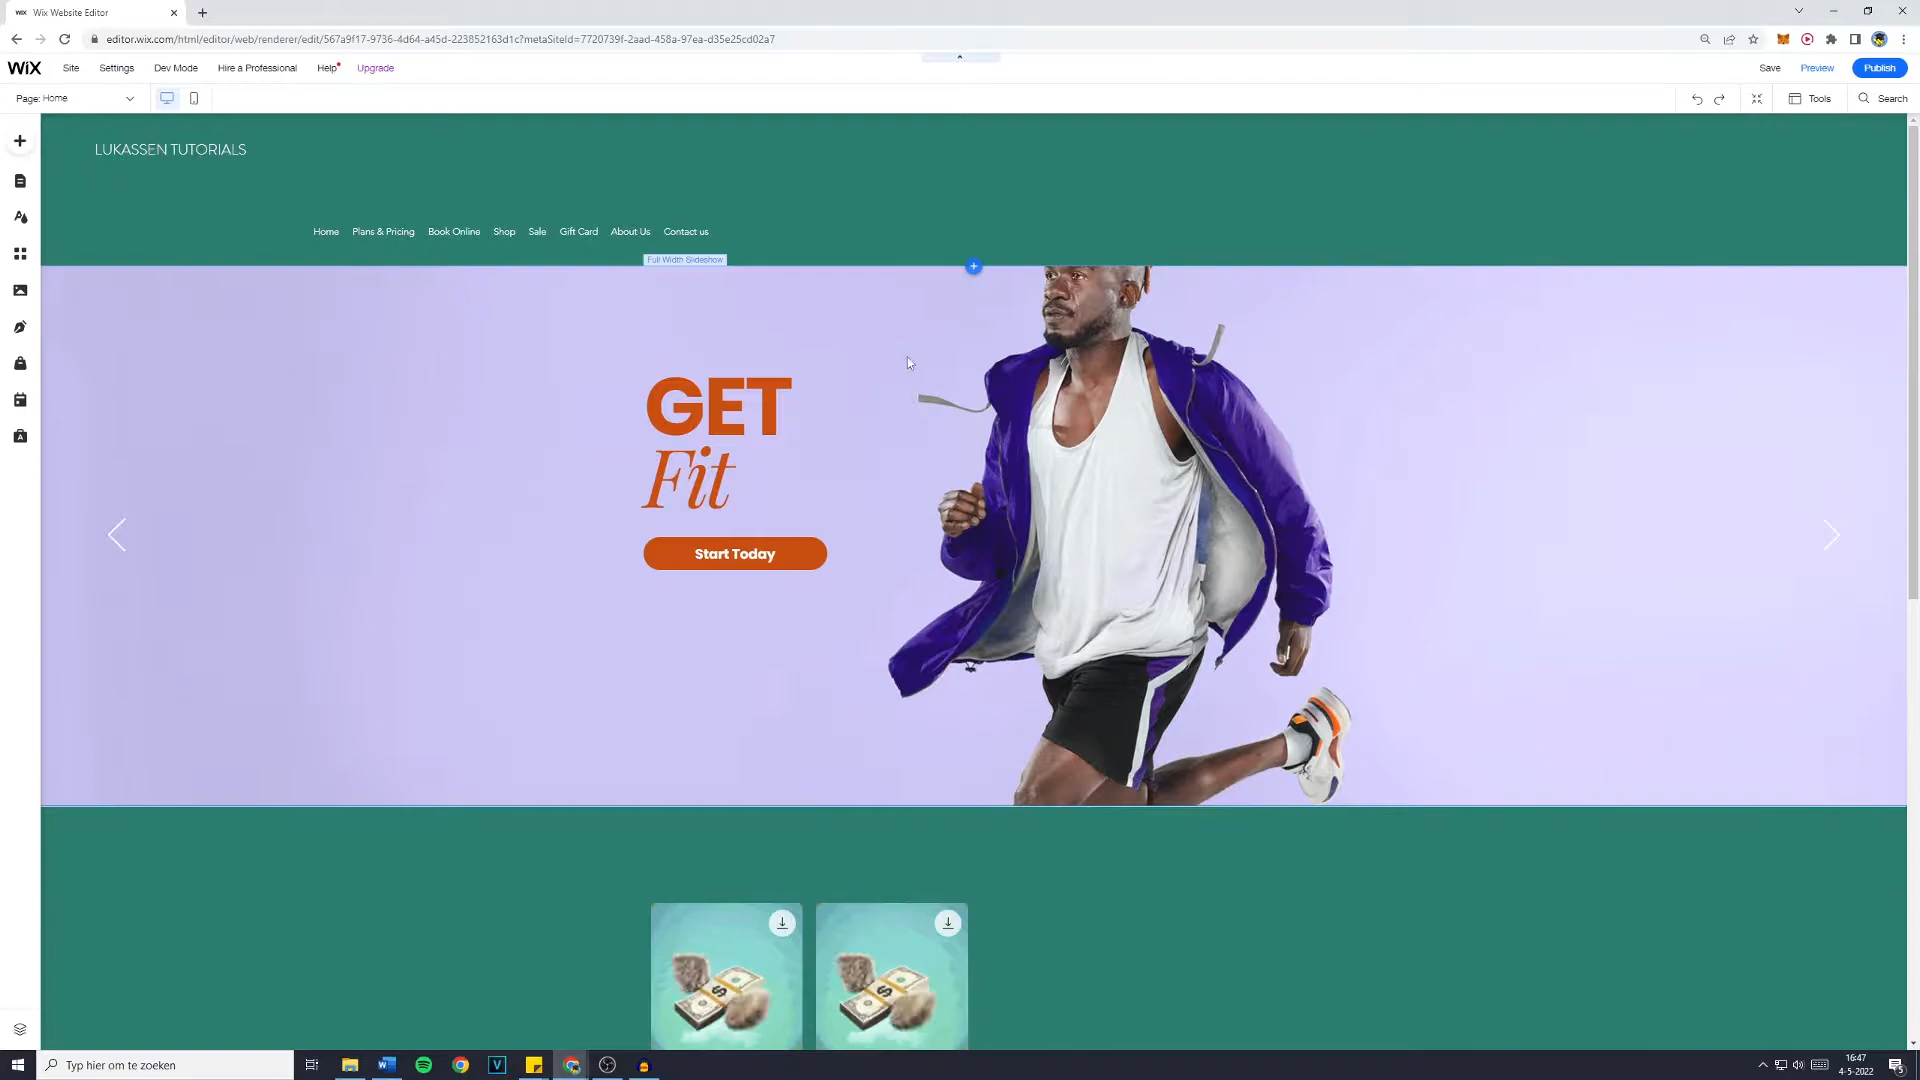 Wix Website Editor
editor.wix.com/html/editor/web/renderer/edit/567a9f17-9736-4d64-a45d-223852163d1c?metaSiteId=7720739f-2aad-458a-97ea-d35e25cd02a7
WiX Site Settings Dev Mode Hire a Professional Help Upgrade Save Preview Publish
Page: Home Tools Search
LUKASSEN TUTORIALS
Home Plans & Pricing Book Online Shop Sale Gift Card About Us Contact us
Full Width Slideshow
GET
Fit
Start Today
Typ hier om te zoeken
16:47
4-5-2022